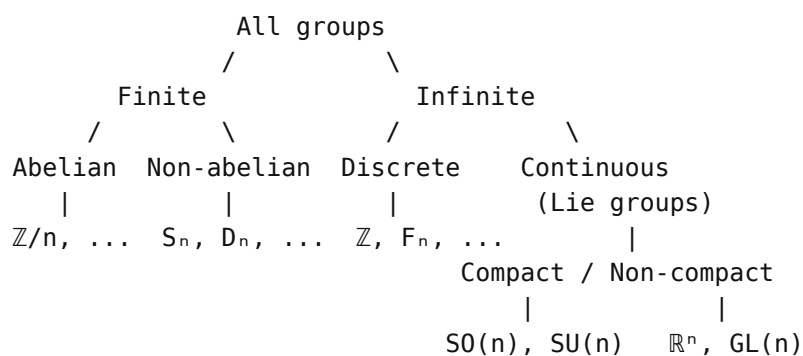 All groups
/ \
Finite Infinite
/ \ / \
Abelian Non-abelian Discrete Continuous
| | | (Lie groups)
ℤ/n, ... Sₙ, Dₙ, ... ℤ, Fₙ, ... |
Compact / Non-compact
| |
SO(n), SU(n) ℝⁿ, GL(n)